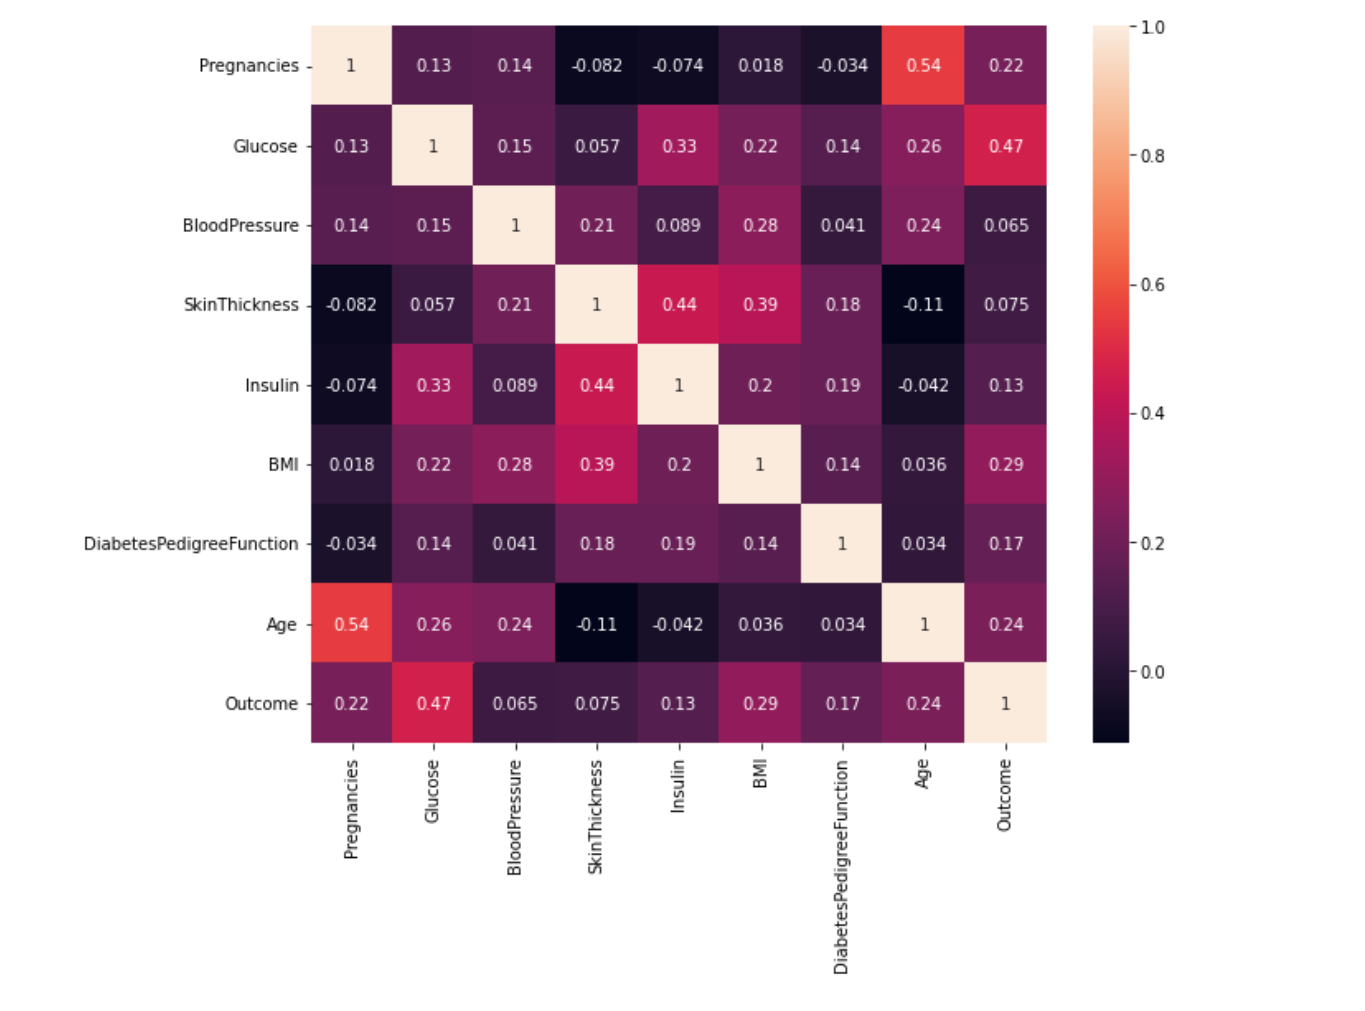 Pregnancies 1 0.13 0.14 -0.082 -0.074 0.018 -0.034 0.54 0.22
Glucose 0.13 1 0.15 0.057 0.33 0.22 0.14 0.26 0.47
BloodPressure 0.14 0.15 1 0.21 0.089 0.28 0.041 0.24 0.065
SkinThickness -0.082 0.057 0.21 1 0.44 0.39 0.18 -0.11 0.075
Insulin -0.074 0.33 0.089 0.44 1 0.2 0.19 -0.042 0.13
BMI 0.018 0.22 0.28 0.39 0.2 1 0.14 0.036 0.29
DiabetesPedigreeFunction -0.034 0.14 0.041 0.18 0.19 0.14 1 0.034 0.17
Age 0.54 0.26 0.24 -0.11 -0.042 0.036 0.034 1 0.24
Outcome 0.22 0.47 0.065 0.075 0.13 0.29 0.17 0.24 1
Pregnancies
Glucose
BloodPressure
SkinThickness
Insulin
BMI
DiabetesPedigreeFunction
Age
Outcome
1.0
0.8
0.6
0.4
0.2
0.0